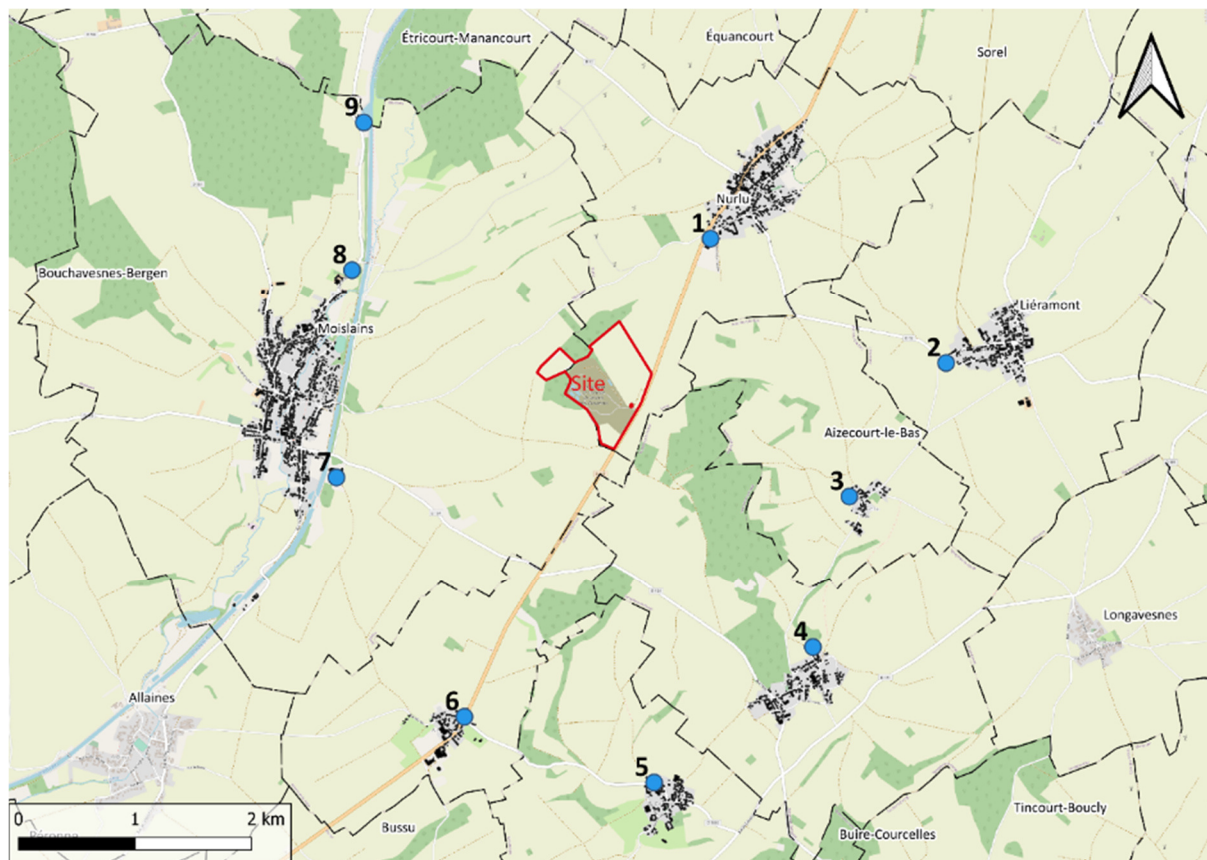 Étricourt-Manancourt
Équancourt
Sorel
9
Nurlu
1
8
Bouchavesnes-Bergen
Moislains
Liéramont
2
Site
Aizecourt-le-Bas
7
3
Longavesnes
4
Allaines
6
5
Tincourt-Boucly
0 1 2 km
Péronne
Bussu
Buire-Courcelles